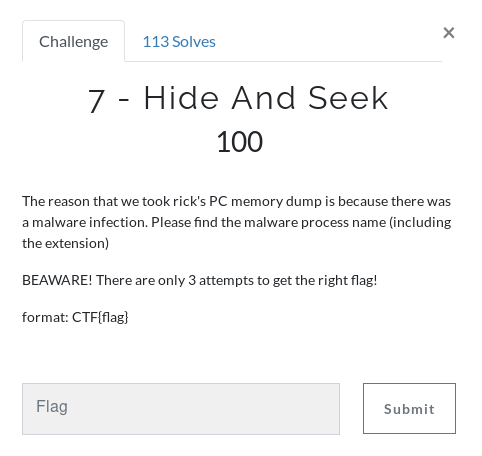 Challenge
113 Solves
×
7 - Hide And Seek
100
The reason that we took rick's PC memory dump is because there was
a malware infection. Please find the malware process name (including
the extension)
BEAWARE! There are only 3 attempts to get the right flag!
format: CTF{flag}
Flag
Submit